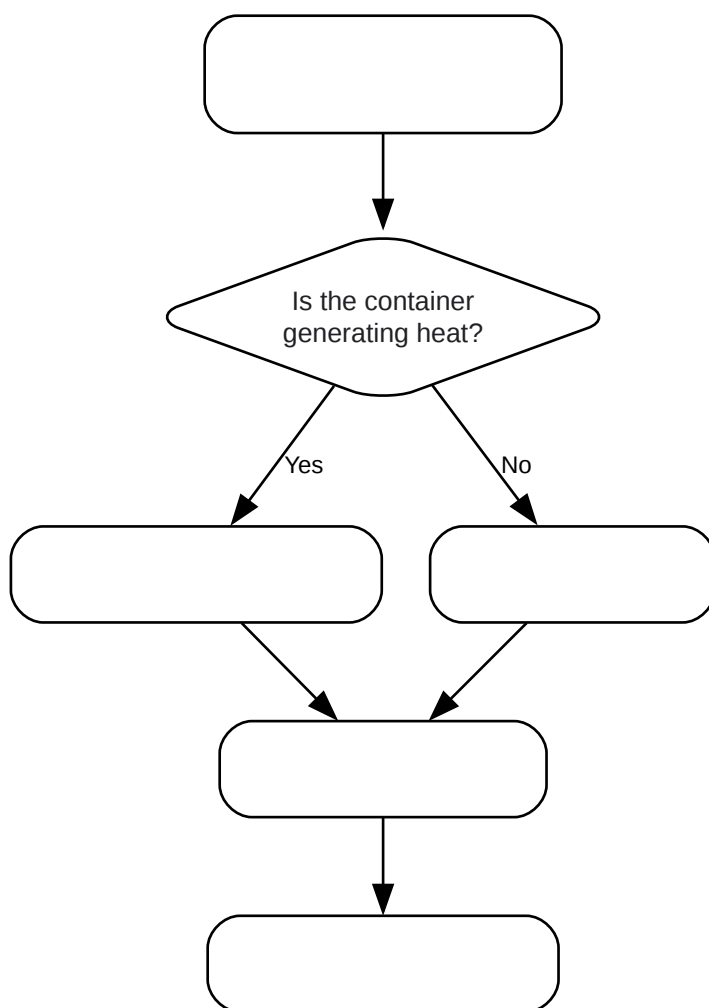 Is the container
generating heat?
Yes
No